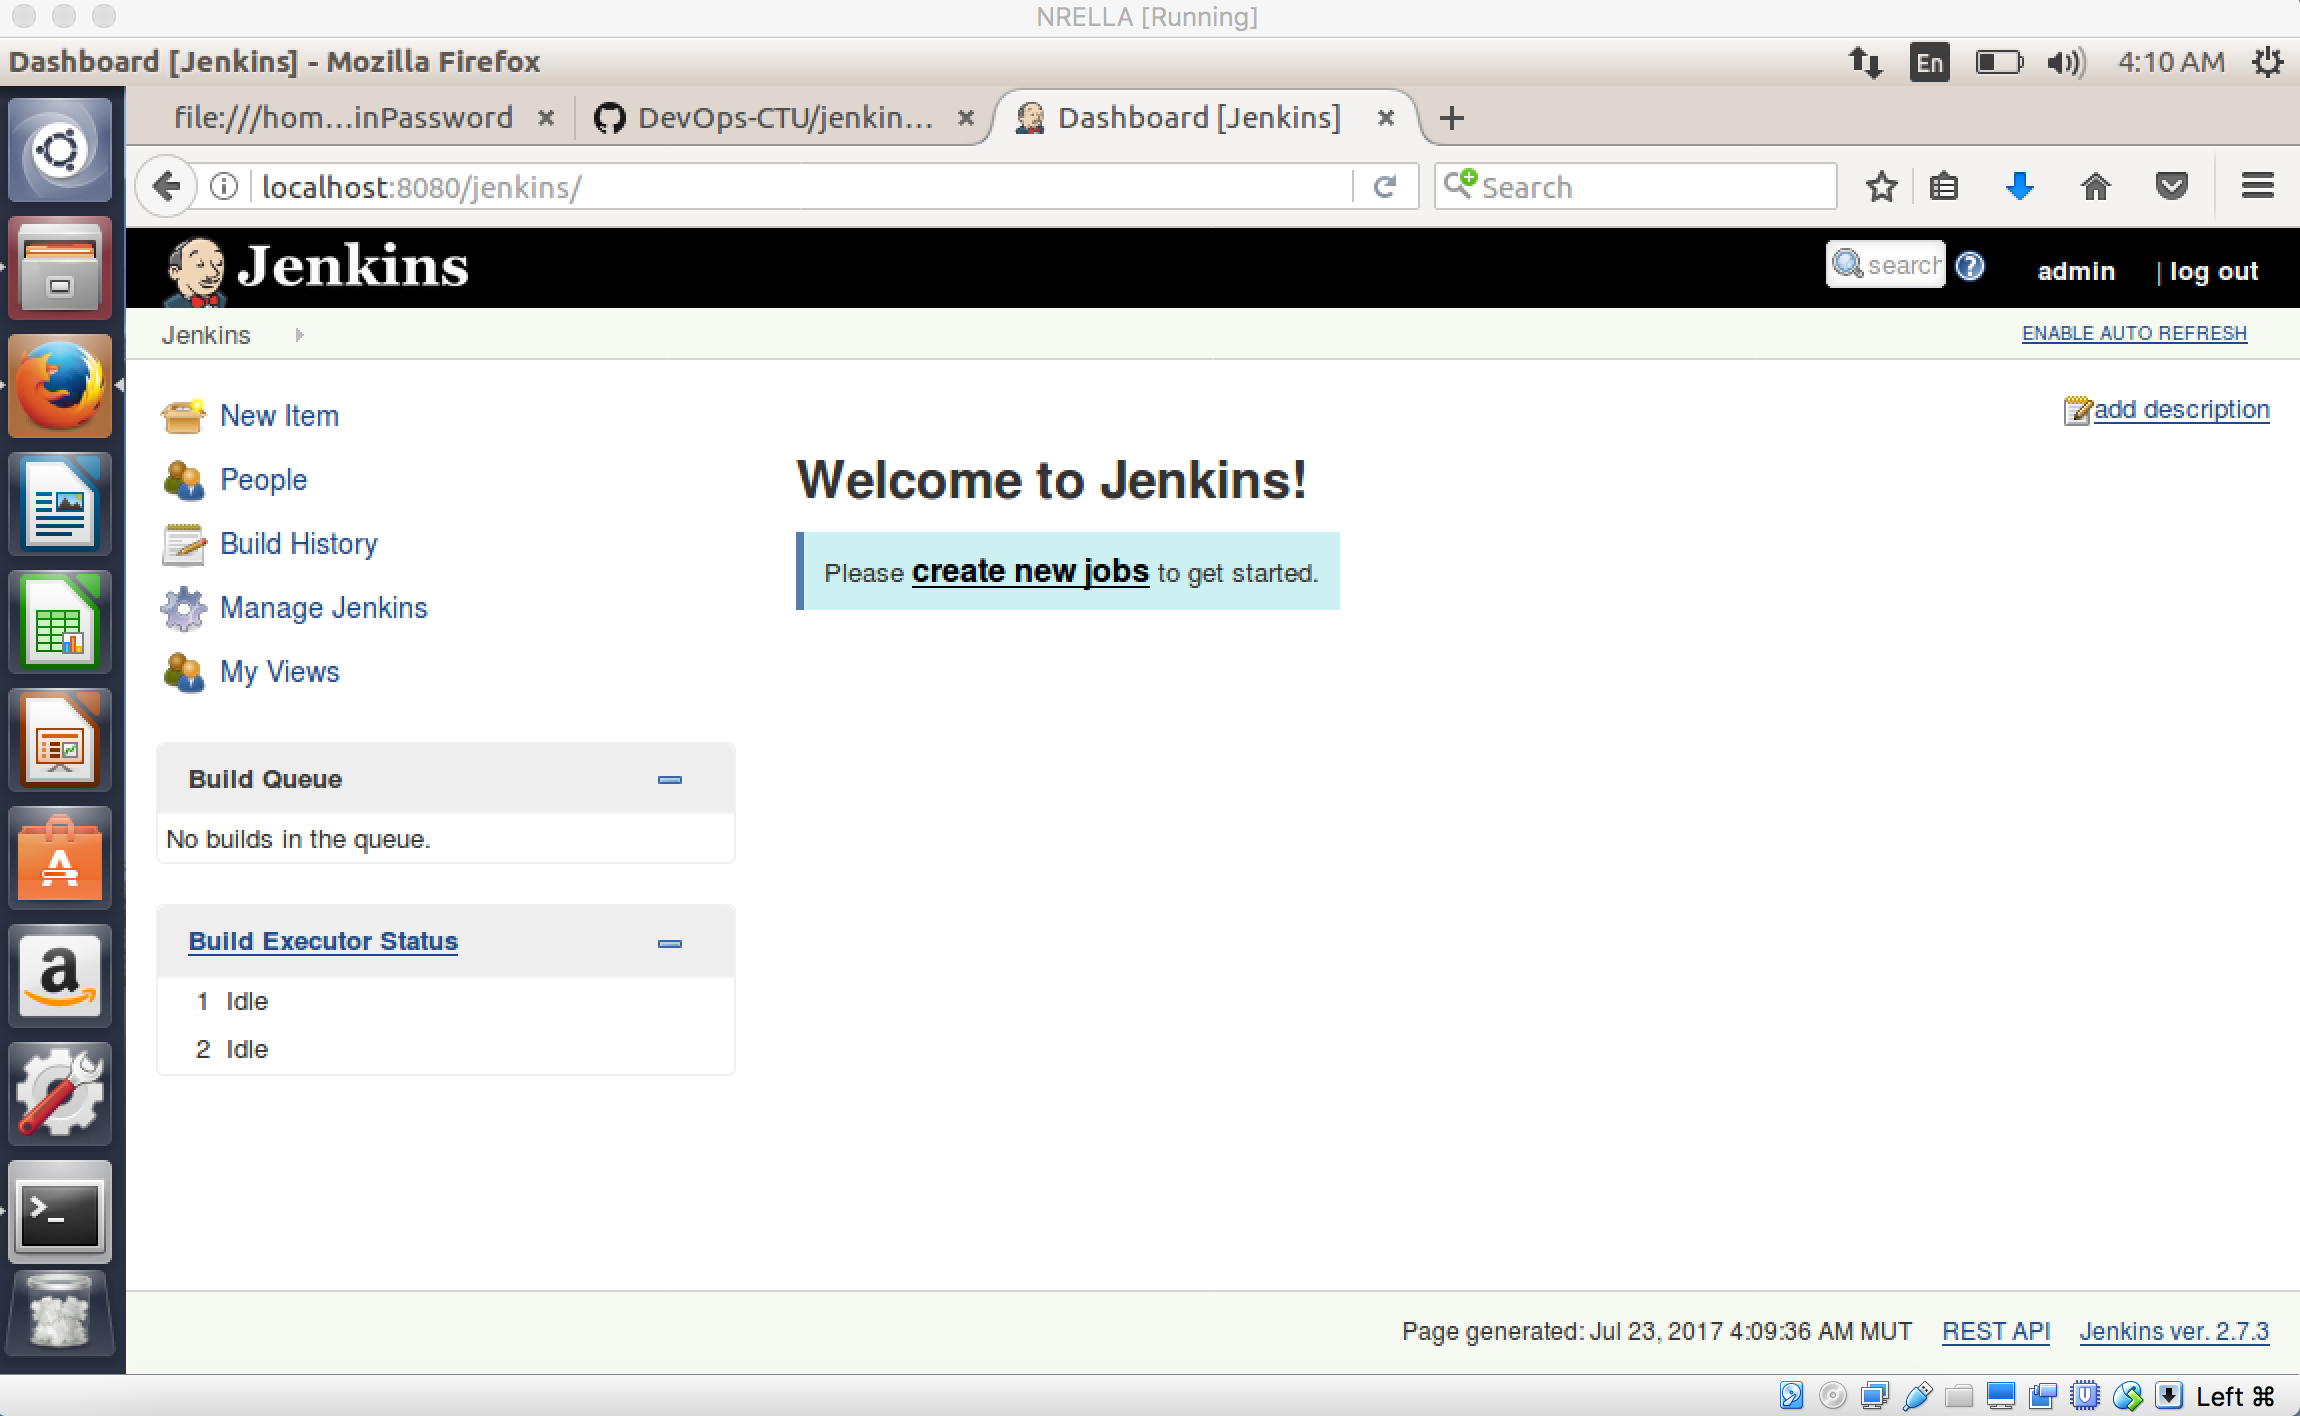 NRELLA [Running]
Dashboard [Jenkins] - Mozilla Firefox
En
4:10 AM
file:///hom...inPassword
DevOps-CTU/jenkin...
Dashboard [Jenkins]
localhost:8080/jenkins/
Search
Jenkins
search
admin
| log out
Jenkins
ENABLE AUTO REFRESH
New Item
People
Build History
Manage Jenkins
My Views
add description
Welcome to Jenkins!
Please create new jobs to get started.
Build Queue
No builds in the queue.
Build Executor Status
1 Idle
2 Idle
Page generated: Jul 23, 2017 4:09:36 AM MUT
REST API
Jenkins ver. 2.7.3
Left ⌘